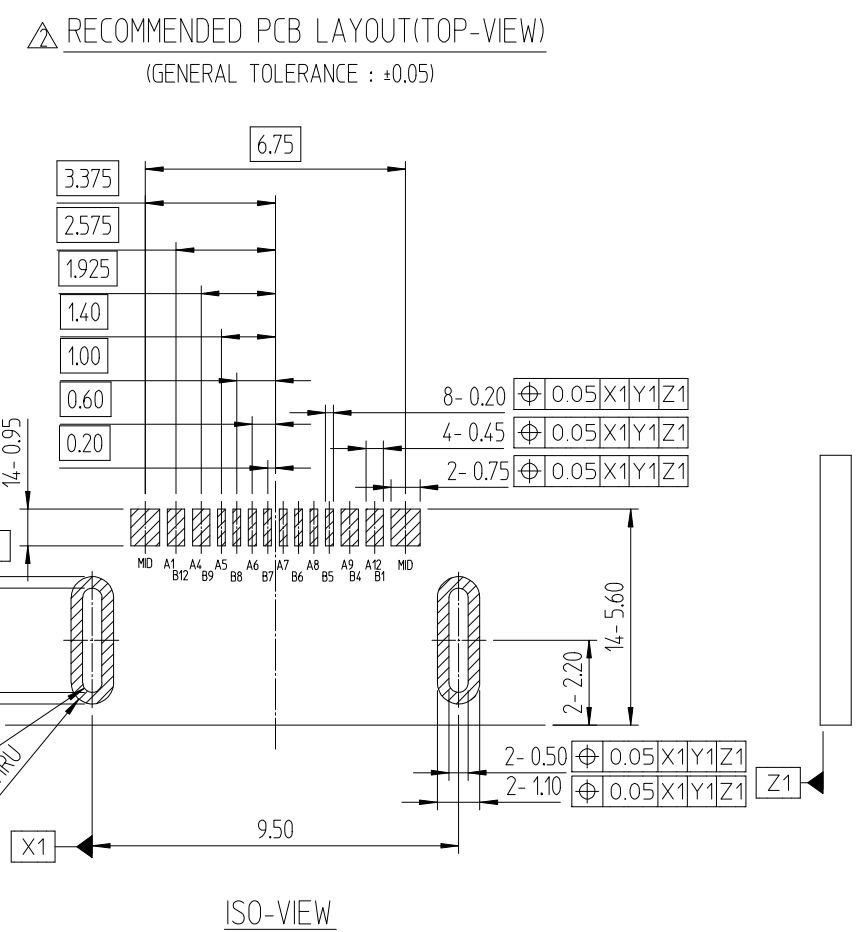 2 RECOMMENDED PCB LAYOUT(TOP-VIEW)
(GENERAL TOLERANCE : ±0.05)
6.75
3.375
2.575
1.925
1.40
1.00
0.60
0.20
8- 0.20 ⌖ 0.05 X1 Y1 Z1
4- 0.45 ⌖ 0.05 X1 Y1 Z1
2- 0.75 ⌖ 0.05 X1 Y1 Z1
14- 0.95
MID A1 A4 A5 A6 A7 A8 A9 A12 MID
B12 B9 B8 B7 B6 B5 B4 B1
14- 5.60
2- 2.20
2- 0.50 ⌖ 0.05 X1 Y1 Z1
2- 1.10 ⌖ 0.05 X1 Y1 Z1
Z1
9.50
X1
ISO-VIEW